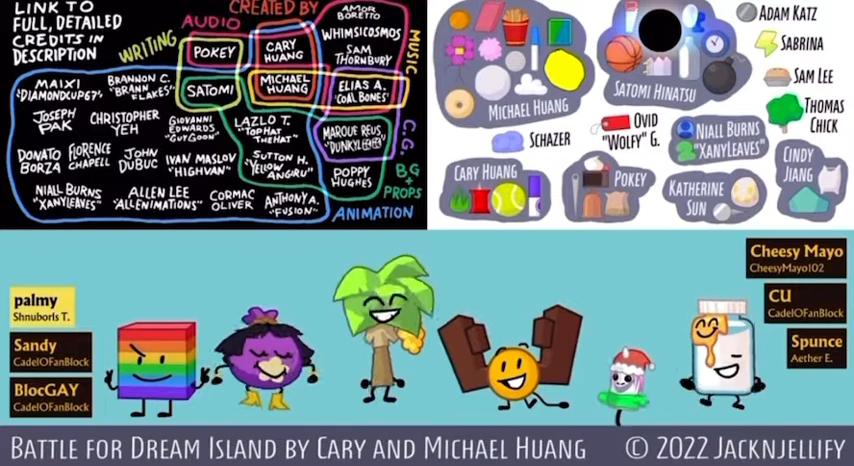 LINK TO
FULL, DETAILED
CREDITS IN
DESCRIPTION
WRITING
AUDIO
CREATED BY
MUSIC
POKEY
SATOMI
CARY
HUANG
MICHAEL
HUANG
AMOR
BORETTO
WHIMSICOSMOS
SAM
THORNBURY
ELIAS A.
"COAL BONES"
MAIXI
"DIAMONDCUP67"
BRANNON C.
"BRANN
FLAKES"
JOSEPH
PAK
CHRISTOPHER
YEH
GIOVANNI
EDWARDS
"GUTGOON"
LAZLO T.
"TOPHAT
THEHAT"
MARQUE REUS
C.G.
DONATO
BORZA
FLORENCE
CHAPELL
JOHN
DUBUC
IVAN MASLOV
"HIGHVAN"
SUTTON H.
"YELLOW
ANGIRU"
POPPY
HUGHES
BG +
PROPS
NIALL BURNS
"XANYLEAVES"
ALLEN LEE
"ALLENIMATIONS"
CORMAC
OLIVER
ANTHONY A.
"FUSION"
ANIMATION
MICHAEL HUANG
SATOMI HINATSU
ADAM KATZ
SABRINA
SAM LEE
THOMAS
CHICK
SCHAZER
OVID
"WOLFY" G.
NIALL BURNS
"XANYLEAVES"
CINDY
JIANG
CARY HUANG
POKEY
KATHERINE
SUN
palmy
Shnuboris T.
Sandy
CadelOFanBlock
BlocGAY
CadelOFanBlock
Cheesy Mayo
CheesyMayo102
CU
CadelOFanBlock
Spunce
Aether E.
BATTLE FOR DREAM ISLAND BY CARY AND MICHAEL HUANG © 2022 JACKNJELLIFY